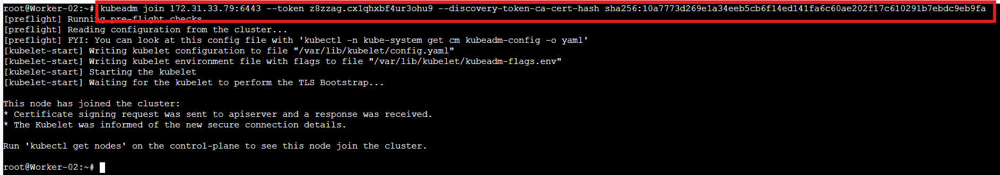 root@Worker-02:~# kubeadm join 172.31.33.79:6443 --token z8zzag.cx1qhxbf4ur3ohu9 --discovery-token-ca-cert-hash sha256:10a7773d269e1a34eeb5cb6f14ed141fa6c60ae202f17c610291b7ebdc9eb9fa
[preflight] Running pre-flight checks
[preflight] Reading configuration from the cluster...
[preflight] FYI: You can look at this config file with 'kubectl -n kube-system get cm kubeadm-config -o yaml'
[kubelet-start] Writing kubelet configuration to file "/var/lib/kubelet/config.yaml"
[kubelet-start] Writing kubelet environment file with flags to file "/var/lib/kubelet/kubeadm-flags.env"
[kubelet-start] Starting the kubelet
[kubelet-start] Waiting for the kubelet to perform the TLS Bootstrap...
This node has joined the cluster:
* Certificate signing request was sent to apiserver and a response was received.
* The Kubelet was informed of the new secure connection details.
Run 'kubectl get nodes' on the control-plane to see this node join the cluster.
root@Worker-02:~#